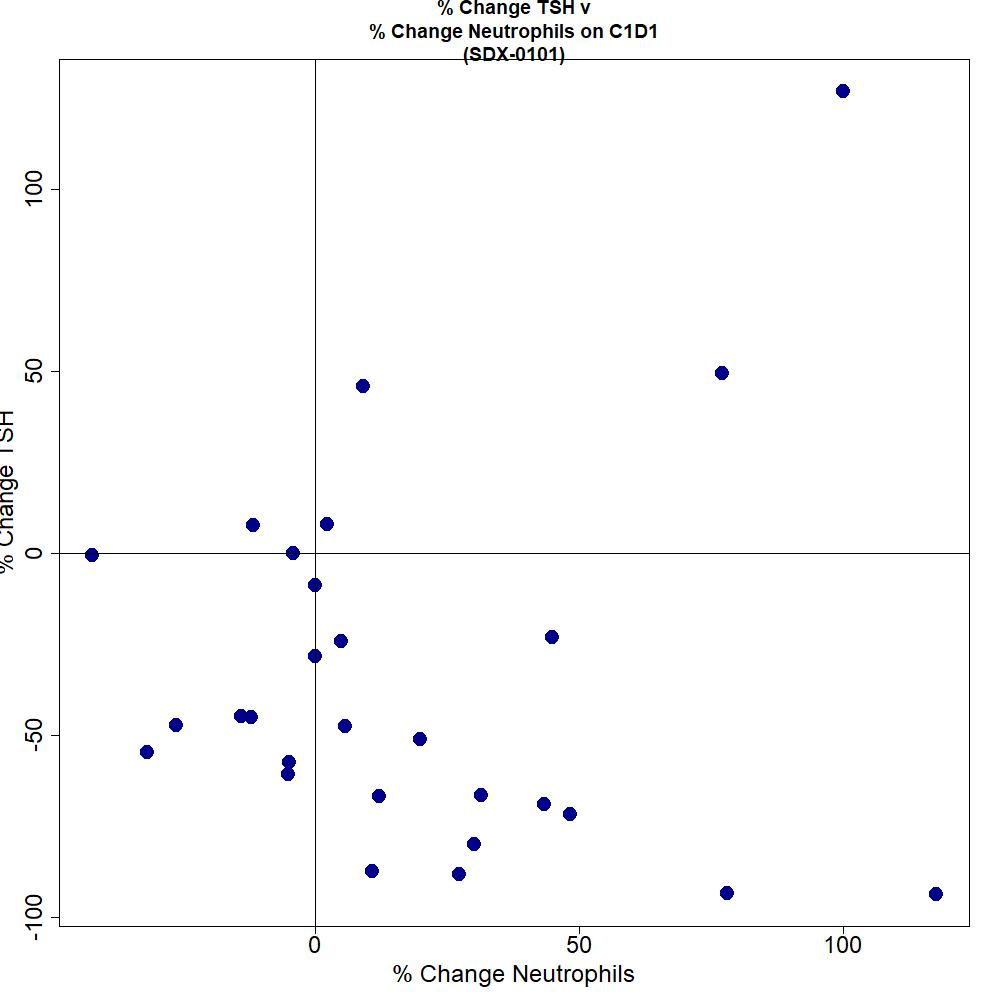 % Change TSH v
% Change Neutrophils on C1D1
(SDX-0101)
% Change TSH
100
50
0
-50
-100
0 50 100
% Change Neutrophils